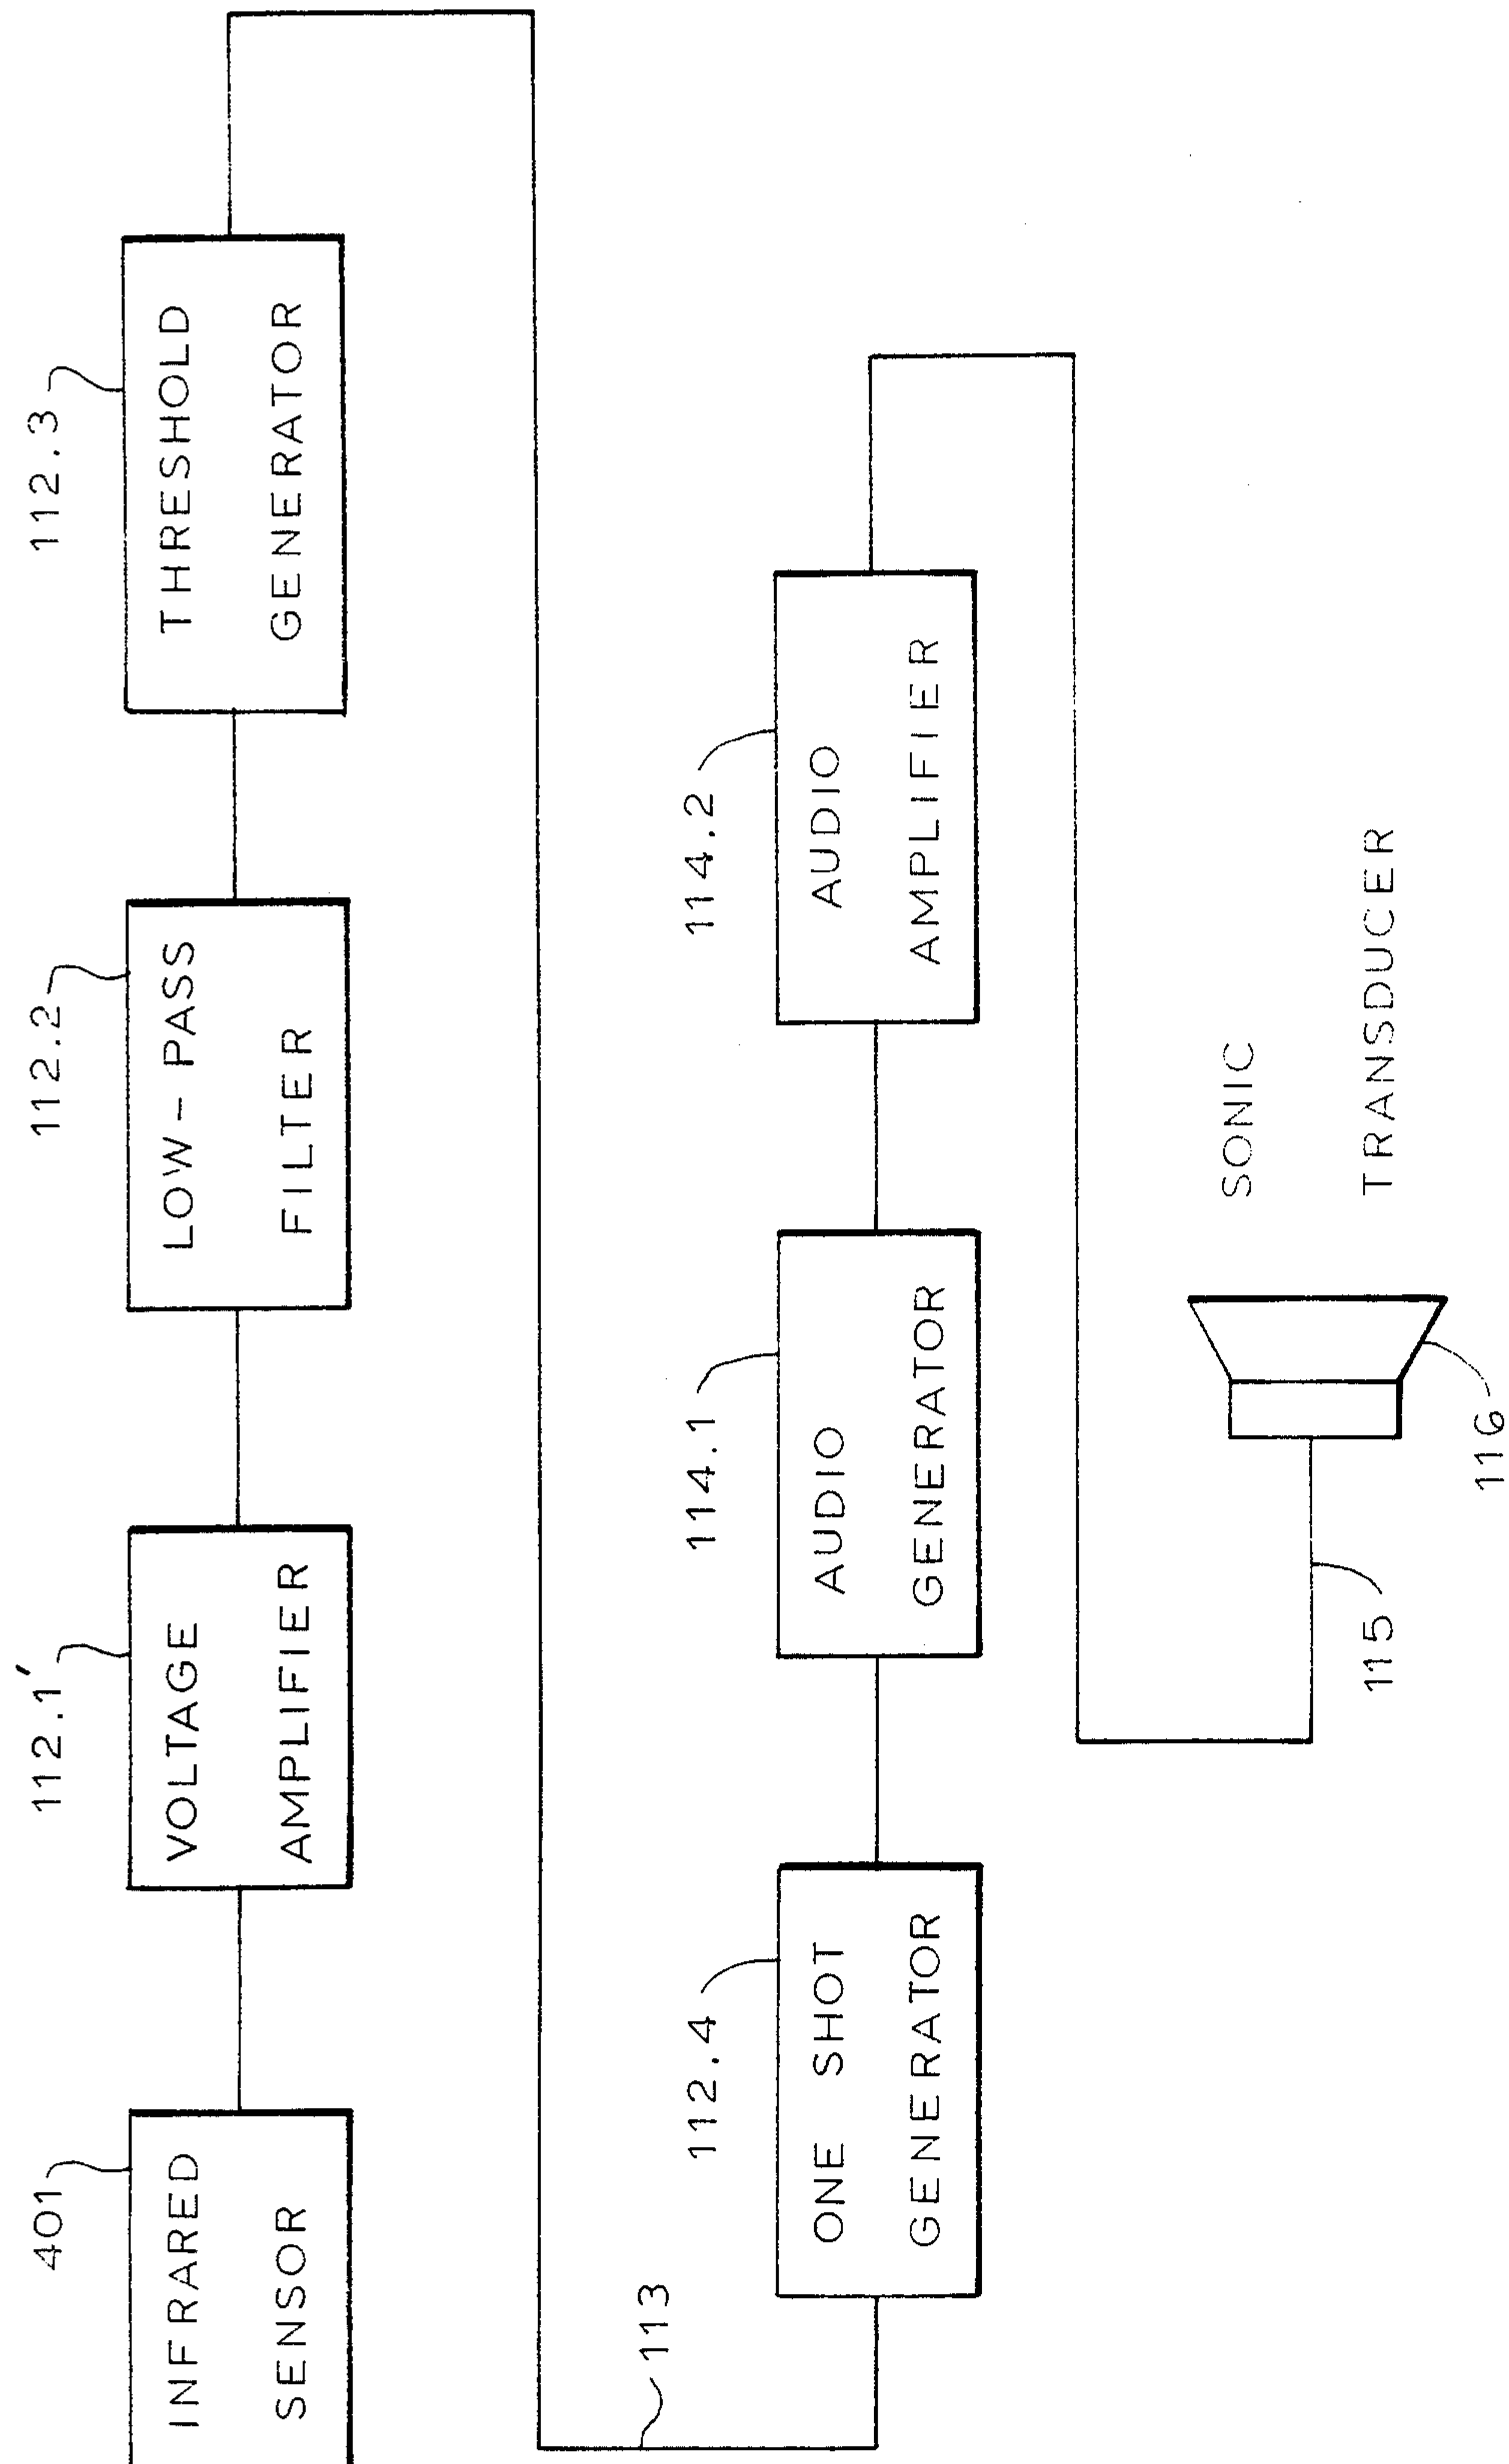 401
INFRARED
SENSOR
112.1′
VOLTAGE
AMPLIFIER
112.2
LOW-PASS
FILTER
112.3
THRESHOLD
GENERATOR
113
112.4
ONE SHOT
GENERATOR
114.1
AUDIO
GENERATOR
114.2
AUDIO
AMPLIFIER
115
116
SONIC
TRANSDUCER